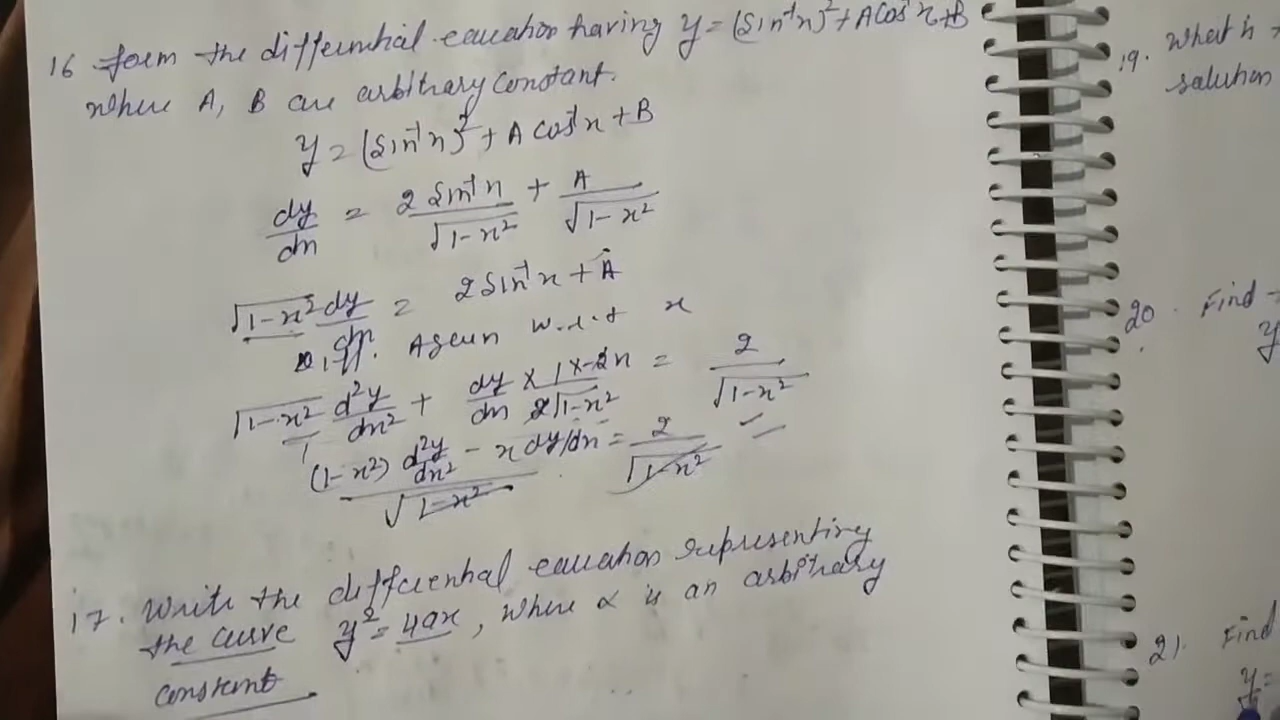 16 Form the differential equation having y = (Sin⁻¹x)² + A Cos⁻¹x + B
where A, B are arbitrary constant.
y = (Sin⁻¹x)² + A Cos⁻¹x + B
dy/dx = 2 Sin⁻¹x/√1-x² + A/√1-x²
√1-x² dy/dx = 2 Sin⁻¹x + A
Diff. Again w.r.t x
√1-x² d²y/dx² + dy/dx × 1×-2x/2√1-x² = 2/√1-x²
(1-x²) d²y/dx² - x dy/dx / √1-x² = 2/√1-x²
17. Write the differential equation representing
the curve y² = 4ax, where α is an arbitrary
constant.
19. What is
solution
20. Find
y
21. Find
y =